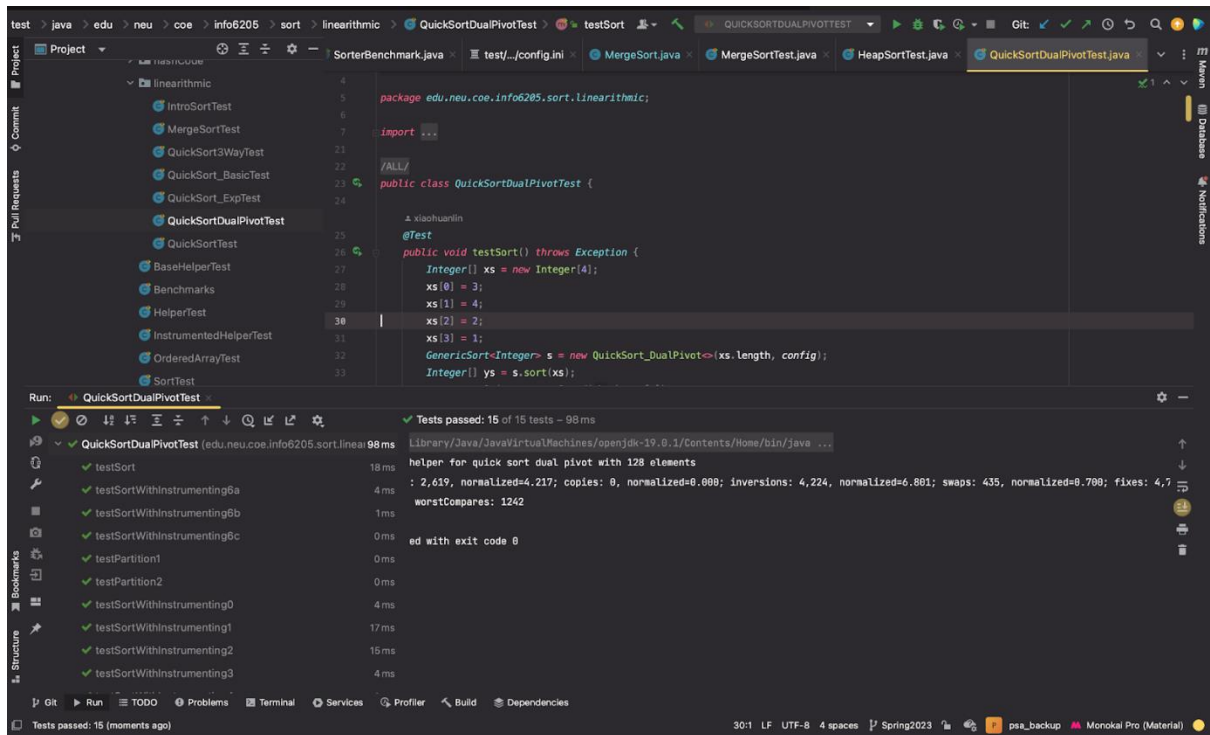 test > java > edu > neu > coe > info6205 > sort > linearithmic > QuickSortDualPivotTest > testSort QUICKSORTDUALPIVOTTEST Git:
Project
SorterBenchmark.java × test/.../config.ini × MergeSort.java × MergeSortTest.java × HeapSortTest.java × QuickSortDualPivotTest.java ×
hashCode
linearithmic
IntroSortTest
MergeSortTest
QuickSort3WayTest
QuickSort_BasicTest
QuickSort_ExpTest
QuickSortDualPivotTest
QuickSortTest
BaseHelperTest
Benchmarks
HelperTest
InstrumentedHelperTest
OrderedArrayTest
SortTest
4
5 package edu.neu.coe.info6205.sort.linearithmic;
6
7 import ...
21
22 /ALL/
23 public class QuickSortDualPivotTest {
24
xiaohuanlin
25 @Test
26 public void testSort() throws Exception {
27 Integer[] xs = new Integer[4];
28 xs[0] = 3;
29 xs[1] = 4;
30 xs[2] = 2;
31 xs[3] = 1;
32 GenericSort<Integer> s = new QuickSort_DualPivot<>(xs.length, config);
33 Integer[] ys = s.sort(xs);
1
Project
Commit
Pull Requests
Bookmarks
Structure
Maven
Database
Notifications
Run: QuickSortDualPivotTest ×
Tests passed: 15 of 15 tests – 98 ms
QuickSortDualPivotTest (edu.neu.coe.info6205.sort.linear 98 ms
testSort 18 ms
testSortWithInstrumenting6a 4 ms
testSortWithInstrumenting6b 1 ms
testSortWithInstrumenting6c 0 ms
testPartition1 0 ms
testPartition2 0 ms
testSortWithInstrumenting0 4 ms
testSortWithInstrumenting1 17 ms
testSortWithInstrumenting2 15 ms
testSortWithInstrumenting3 4 ms
Library/Java/JavaVirtualMachines/openjdk-19.0.1/Contents/Home/bin/java ...
helper for quick sort dual pivot with 128 elements
: 2,619, normalized=4.217; copies: 0, normalized=0.000; inversions: 4,224, normalized=6.801; swaps: 435, normalized=0.700; fixes: 4,7
worstCompares: 1242
ed with exit code 0
Git Run TODO Problems Terminal Services Profiler Build Dependencies
Tests passed: 15 (moments ago) 30:1 LF UTF-8 4 spaces Spring2023 P psa_backup Monokai Pro (Material)